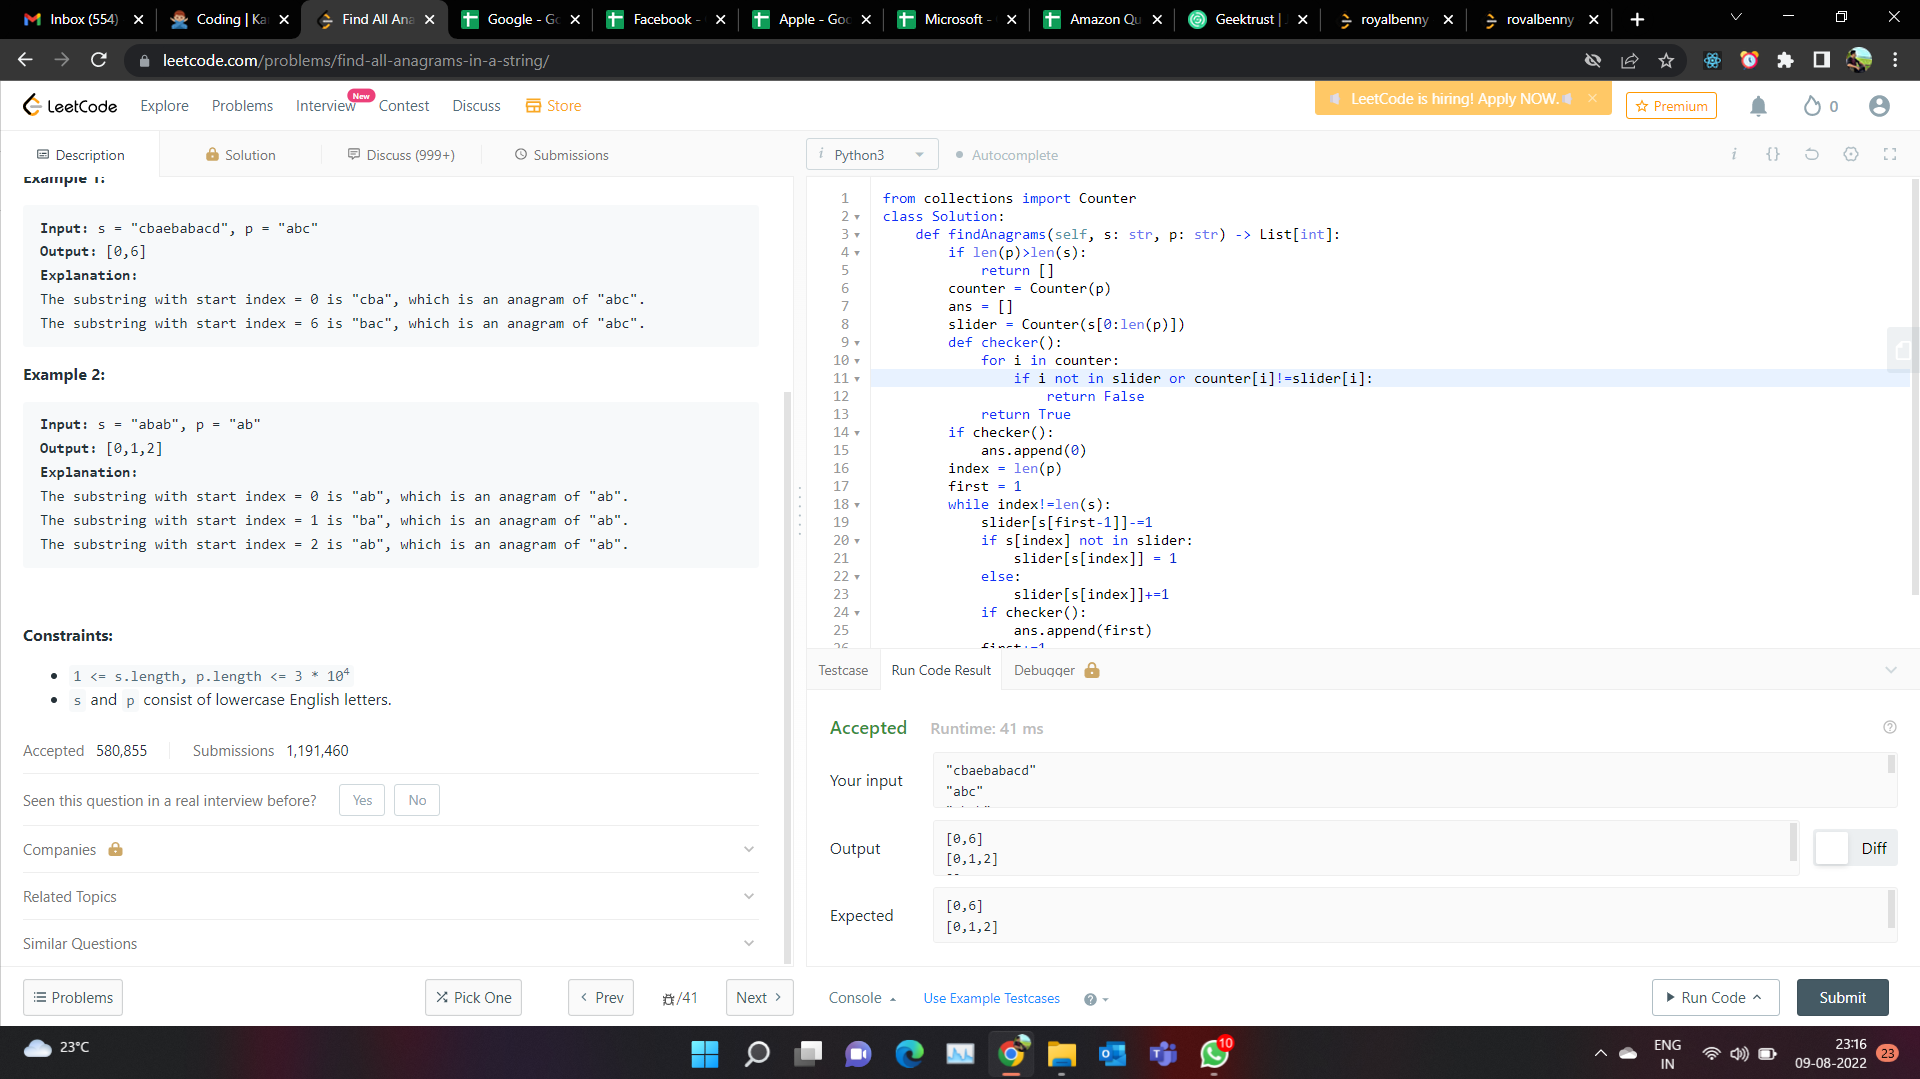 Inbox (554)
Coding | Ka
Find All Ana
Google - Go
Facebook -
Apple - Goo
Microsoft -
Amazon Qu
Geektrust |
royalbenny
royalbenny
leetcode.com/problems/find-all-anagrams-in-a-string/
LeetCode
Explore
Problems
Interview
New
Contest
Discuss
Store
LeetCode is hiring! Apply NOW.
Premium
0
Description
Solution
Discuss (999+)
Submissions
Python3
Autocomplete
Example 1:
Input: s = "cbaebabacd", p = "abc"
Output: [0,6]
Explanation:
The substring with start index = 0 is "cba", which is an anagram of "abc".
The substring with start index = 6 is "bac", which is an anagram of "abc".
Example 2:
Input: s = "abab", p = "ab"
Output: [0,1,2]
Explanation:
The substring with start index = 0 is "ab", which is an anagram of "ab".
The substring with start index = 1 is "ba", which is an anagram of "ab".
The substring with start index = 2 is "ab", which is an anagram of "ab".
Constraints:
1 <= s.length, p.length <= 3 * 10⁴
s and p consist of lowercase English letters.
Accepted 580,855 Submissions 1,191,460
Seen this question in a real interview before? Yes No
Companies
Related Topics
Similar Questions
Problems
Pick One
Prev
/41
Next
1 from collections import Counter
2 class Solution:
3 def findAnagrams(self, s: str, p: str) -> List[int]:
4 if len(p)>len(s):
5 return []
6 counter = Counter(p)
7 ans = []
8 slider = Counter(s[0:len(p)])
9 def checker():
10 for i in counter:
11 if i not in slider or counter[i]!=slider[i]:
12 return False
13 return True
14 if checker():
15 ans.append(0)
16 index = len(p)
17 first = 1
18 while index!=len(s):
19 slider[s[first-1]]-=1
20 if s[index] not in slider:
21 slider[s[index]] = 1
22 else:
23 slider[s[index]]+=1
24 if checker():
25 ans.append(first)
26 first+=1
Testcase
Run Code Result
Debugger
Accepted Runtime: 41 ms
Your input
"cbaebabacd"
"abc"
Output
[0,6]
[0,1,2]
Diff
Expected
[0,6]
[0,1,2]
Console
Use Example Testcases
Run Code
Submit
23°C
10
ENG
IN
23:16
09-08-2022
23